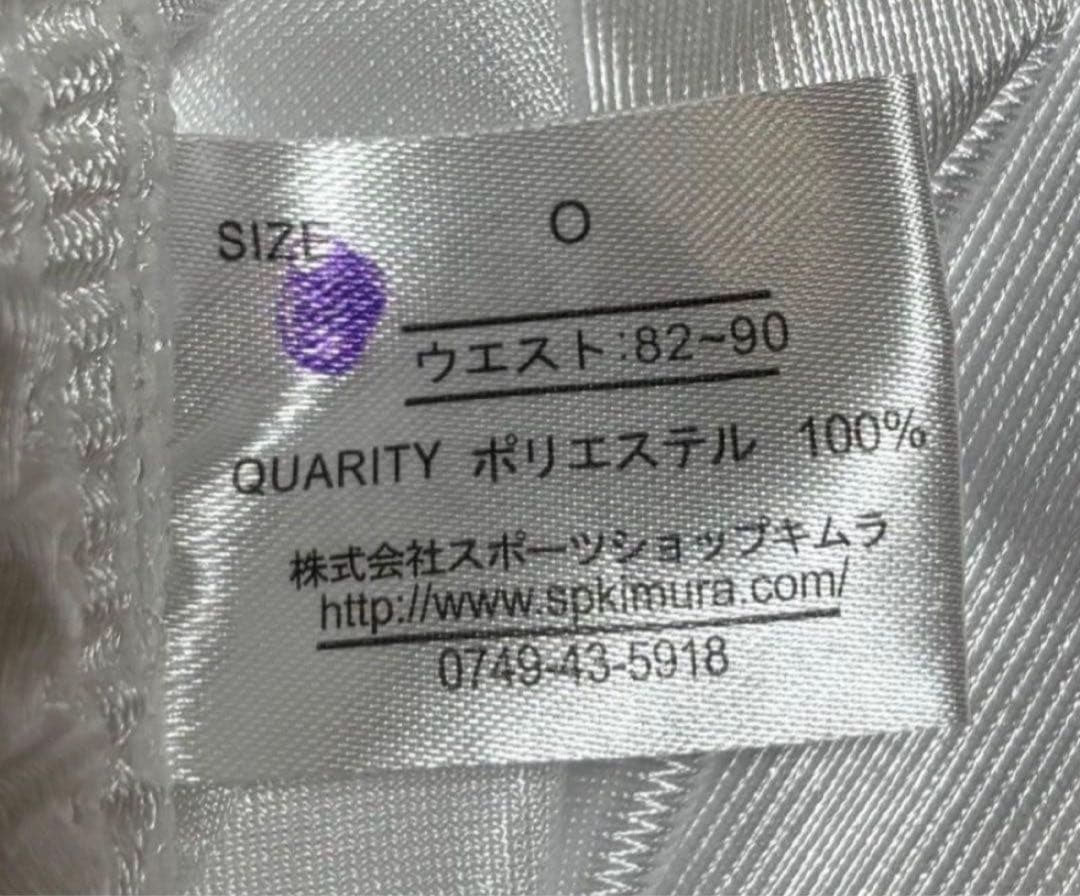 SIZE O
ウエスト:82~90
QUARITY ポリエステル 100%
株式会社スポーツショップキムラ
http://www.spkimura.com/
0749-43-5918